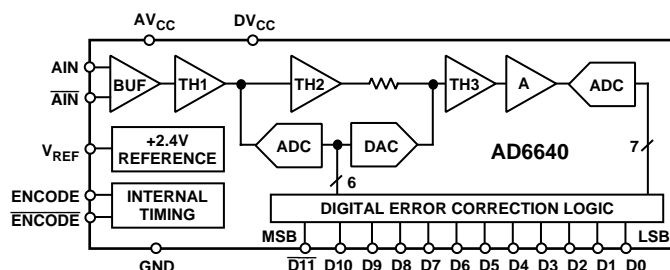 AVCC DVCC
AIN
AIN
BUF TH1 TH2 TH3 A ADC
ADC DAC AD6640 7
VREF
+2.4V
REFERENCE
6
ENCODE
ENCODE
INTERNAL
TIMING
DIGITAL ERROR CORRECTION LOGIC
MSB LSB
GND D11 D10 D9 D8 D7 D6 D5 D4 D3 D2 D1 D0